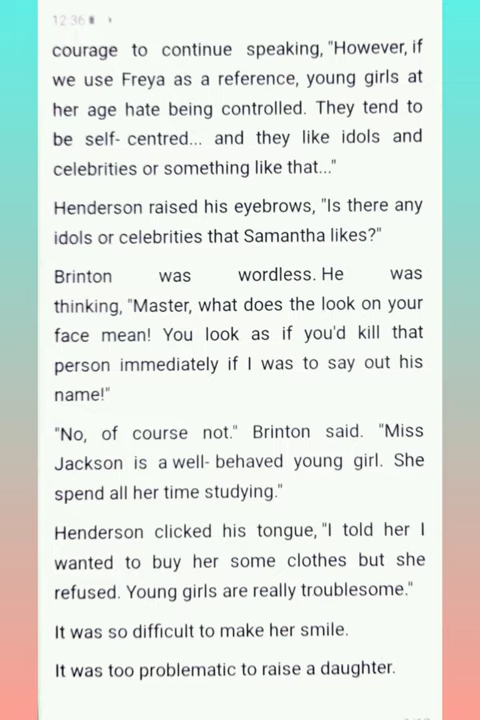 12:36
courage to continue speaking, "However, if
we use Freya as a reference, young girls at
her age hate being controlled. They tend to
be self- centred... and they like idols and
celebrities or something like that..."
Henderson raised his eyebrows, "Is there any
idols or celebrities that Samantha likes?"
Brinton was wordless. He was
thinking, "Master, what does the look on your
face mean! You look as if you'd kill that
person immediately if I was to say out his
name!"
"No, of course not." Brinton said. "Miss
Jackson is a well- behaved young girl. She
spend all her time studying."
Henderson clicked his tongue, "I told her I
wanted to buy her some clothes but she
refused. Young girls are really troublesome."
It was so difficult to make her smile.
It was too problematic to raise a daughter.